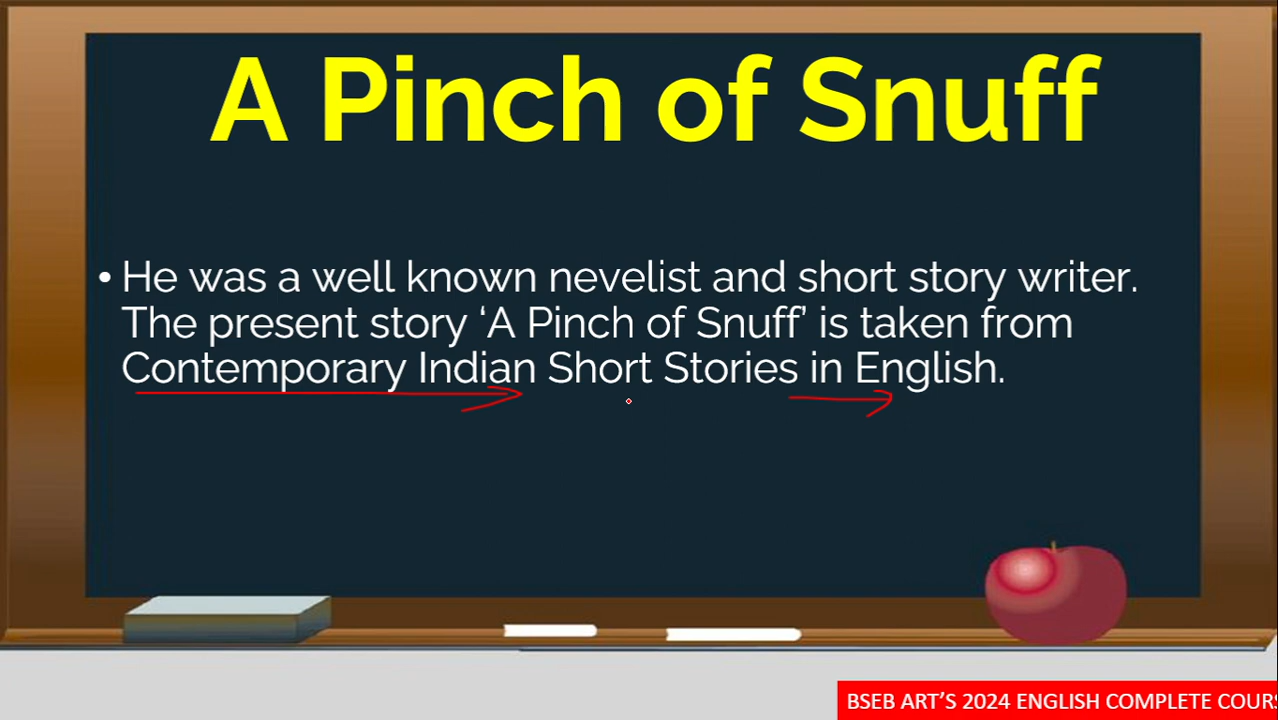 A Pinch of Snuff
• He was a well known nevelist and short story writer.
The present story ‘A Pinch of Snuff’ is taken from
Contemporary Indian Short Stories in English.
BSEB ART’S 2024 ENGLISH COMPLETE COURS